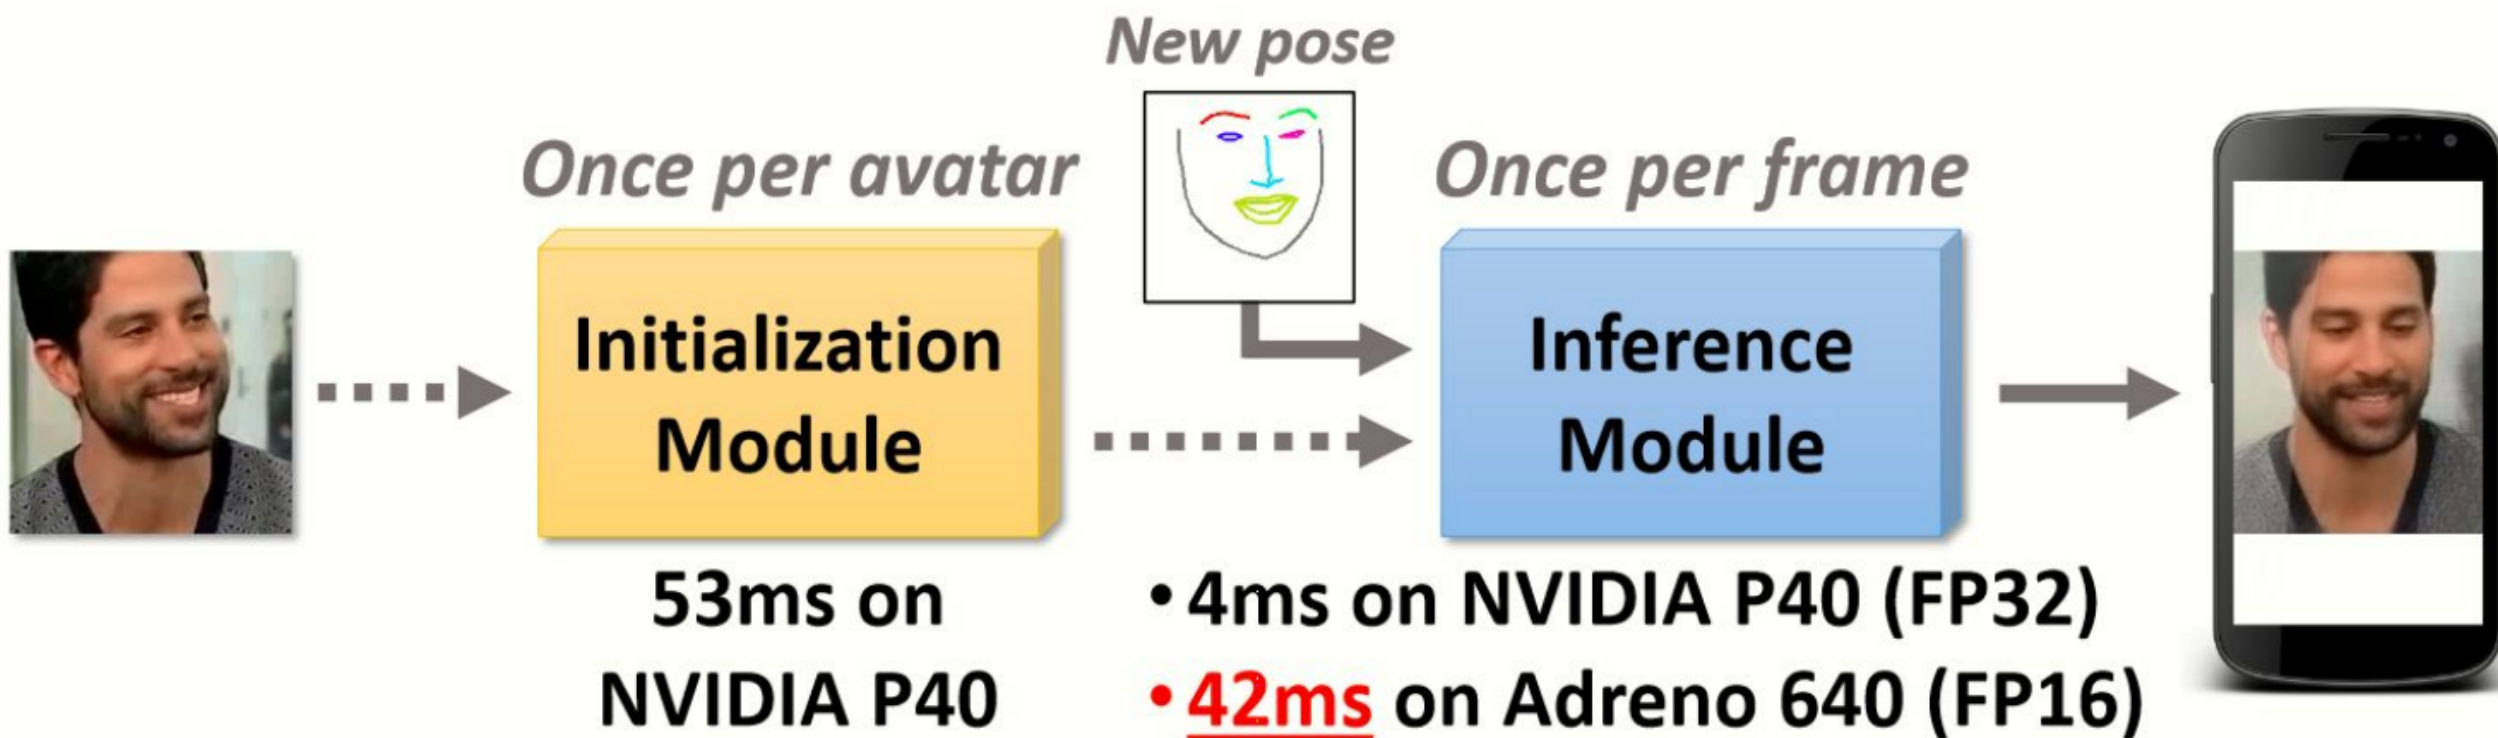 New pose
Once per avatar
Once per frame
Initialization
Module
Inference
Module
53ms on
NVIDIA P40
•4ms on NVIDIA P40 (FP32)
•42ms on Adreno 640 (FP16)